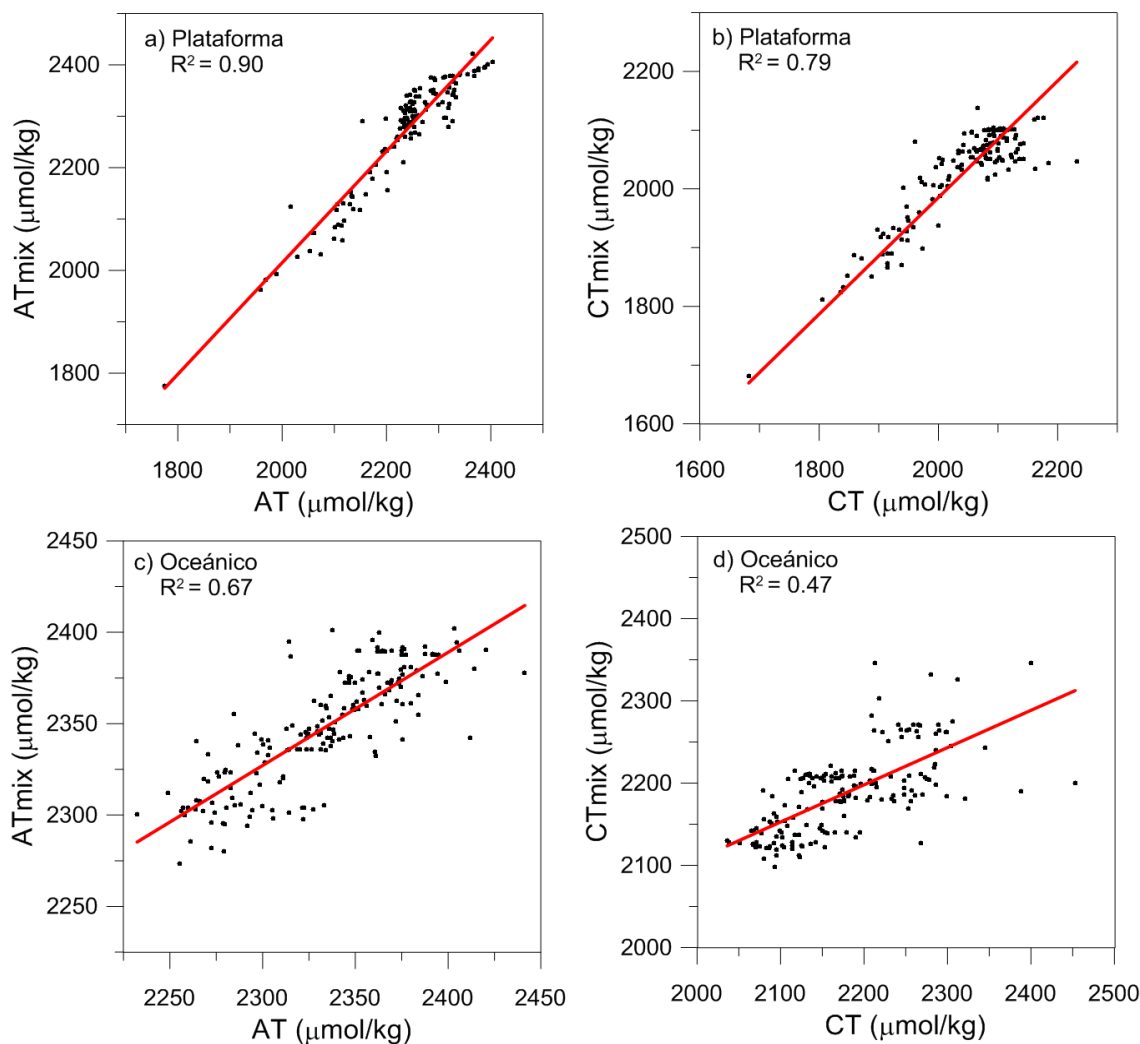 a) Plataforma
R² = 0.90
ATmix (μmol/kg)
2400
2200
2000
1800
1800 2000 2200 2400
AT (μmol/kg)
b) Plataforma
R² = 0.79
CTmix (μmol/kg)
2200
2000
1800
1600
1600 1800 2000 2200
CT (μmol/kg)
c) Oceánico
R² = 0.67
ATmix (μmol/kg)
2450
2400
2350
2300
2250
2250 2300 2350 2400 2450
AT (μmol/kg)
d) Oceánico
R² = 0.47
CTmix (μmol/kg)
2500
2400
2300
2200
2100
2000
2000 2100 2200 2300 2400 2500
CT (μmol/kg)